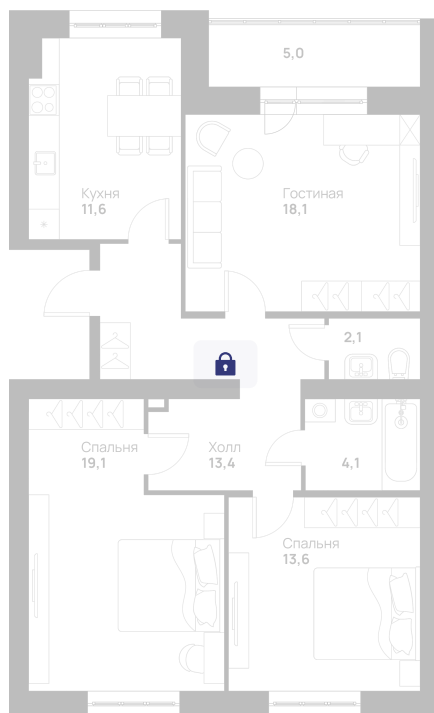 5,0
Кухня
11,6
Гостиная
18,1
2,1
Спальня
19,1
Холл
13,4
4,1
Спальня
13,6